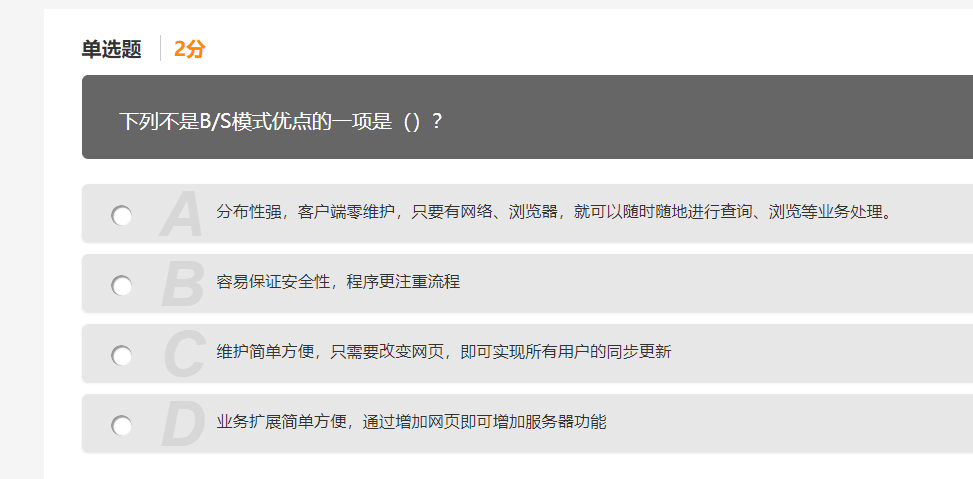 单选题 2分
下列不是B/S模式优点的一项是（）？
A 分布性强，客户端零维护，只要有网络、浏览器，就可以随时随地进行查询、浏览等业务处理。
B 容易保证安全性，程序更注重流程
C 维护简单方便，只需要改变网页，即可实现所有用户的同步更新
D 业务扩展简单方便，通过增加网页即可增加服务器功能